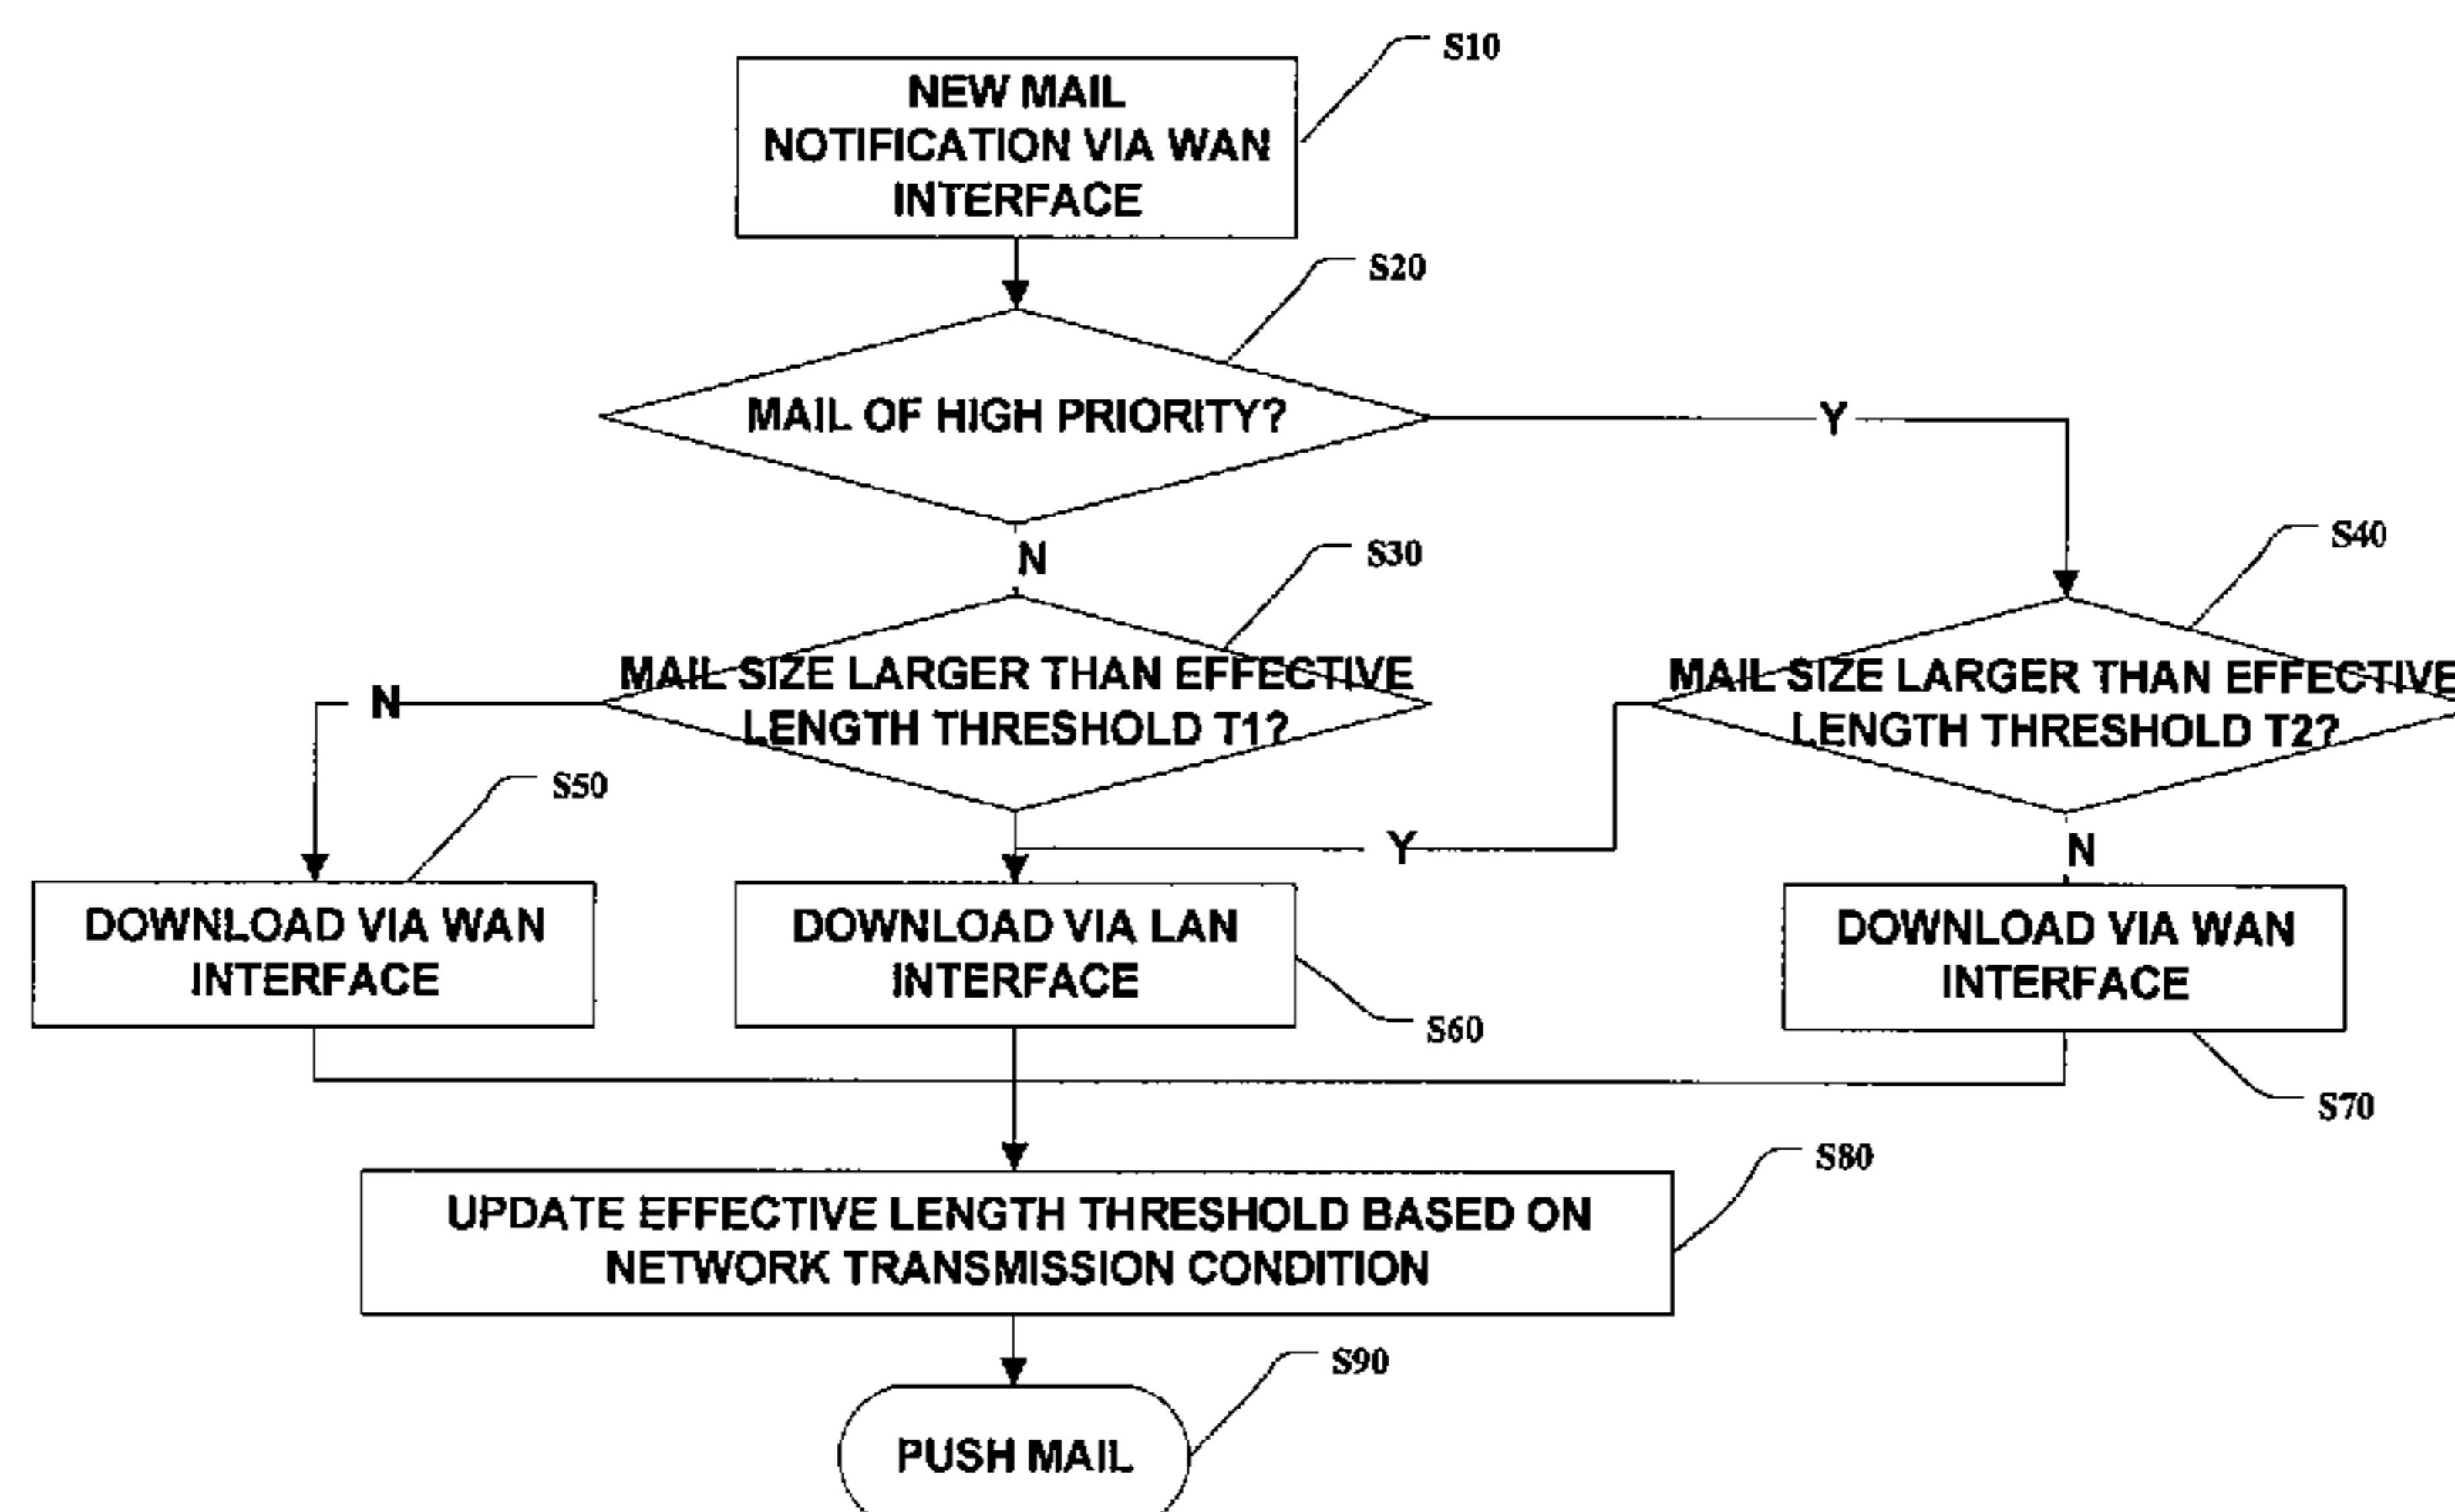 S10
NEW MAIL
NOTIFICATION VIA WAN
INTERFACE
S20
MAIL OF HIGH PRIORITY?
Y
N
S30
S40
MAIL SIZE LARGER THAN EFFECTIVE
LENGTH THRESHOLD T1?
MAIL SIZE LARGER THAN EFFECTIVE
LENGTH THRESHOLD T2?
N
S50
Y
N
DOWNLOAD VIA WAN
INTERFACE
DOWNLOAD VIA LAN
INTERFACE
DOWNLOAD VIA WAN
INTERFACE
S60
S70
S80
UPDATE EFFECTIVE LENGTH THRESHOLD BASED ON
NETWORK TRANSMISSION CONDITION
S90
PUSH MAIL